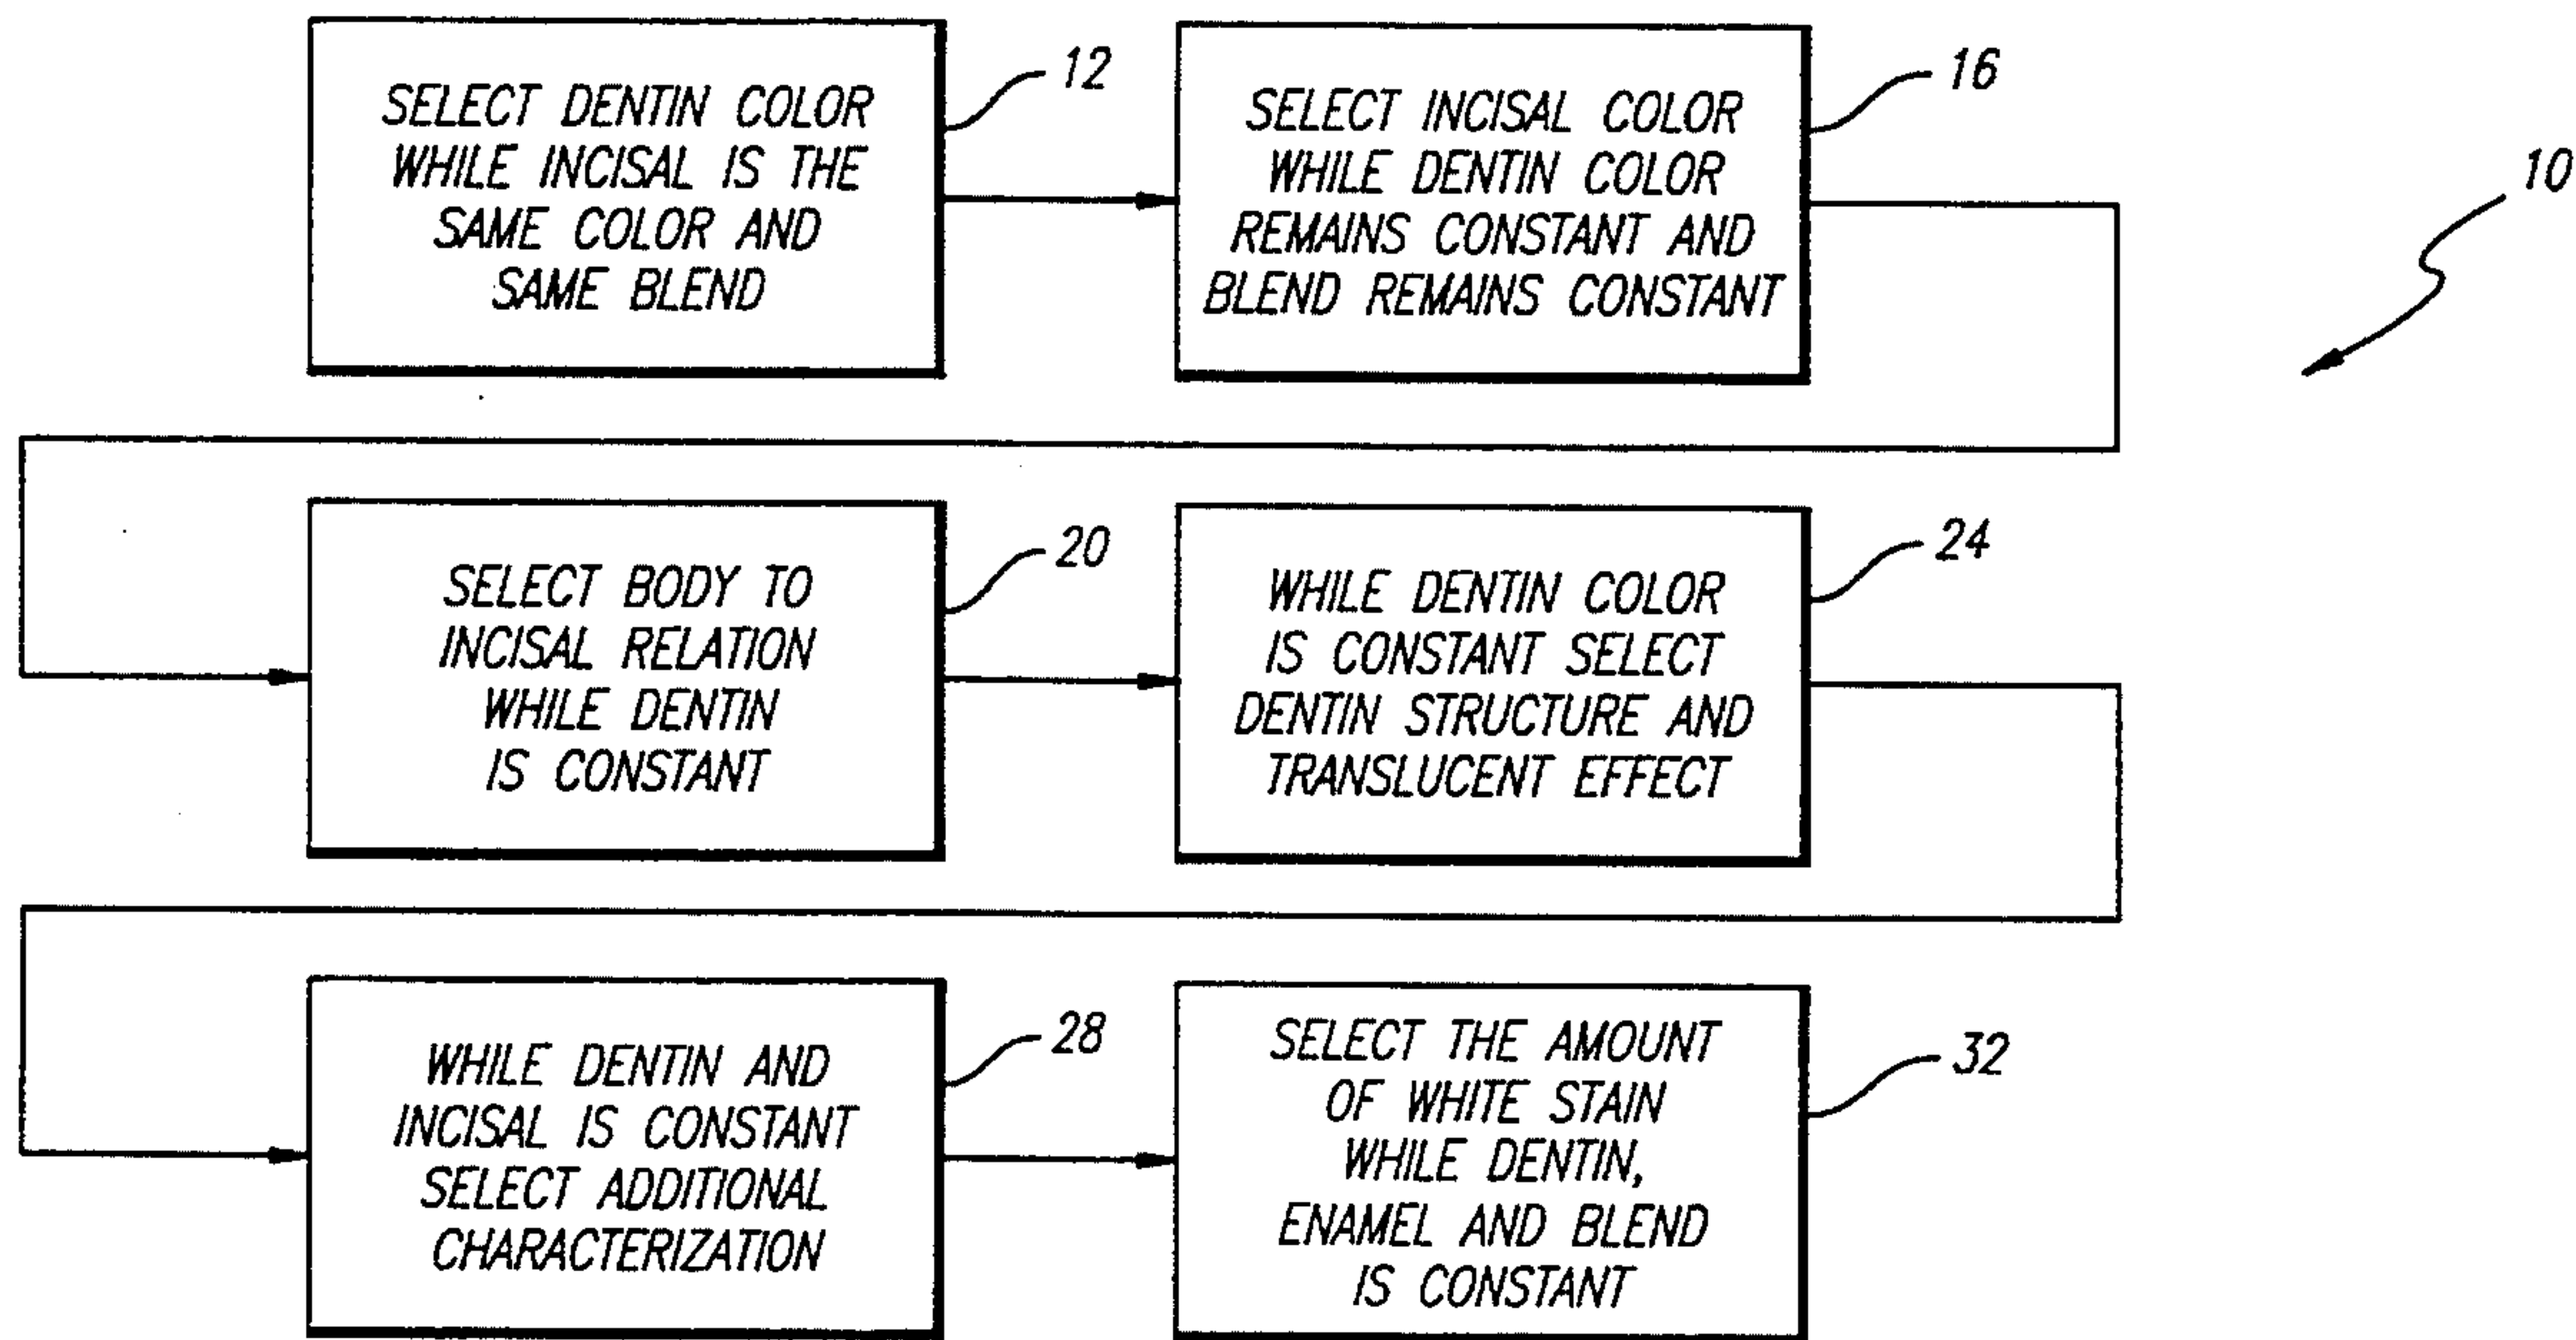 SELECT DENTIN COLOR
WHILE INCISAL IS THE
SAME COLOR AND
SAME BLEND
12
SELECT INCISAL COLOR
WHILE DENTIN COLOR
REMAINS CONSTANT AND
BLEND REMAINS CONSTANT
16
10
SELECT BODY TO
INCISAL RELATION
WHILE DENTIN
IS CONSTANT
20
WHILE DENTIN COLOR
IS CONSTANT SELECT
DENTIN STRUCTURE AND
TRANSLUCENT EFFECT
24
WHILE DENTIN AND
INCISAL IS CONSTANT
SELECT ADDITIONAL
CHARACTERIZATION
28
SELECT THE AMOUNT
OF WHITE STAIN
WHILE DENTIN,
ENAMEL AND BLEND
IS CONSTANT
32